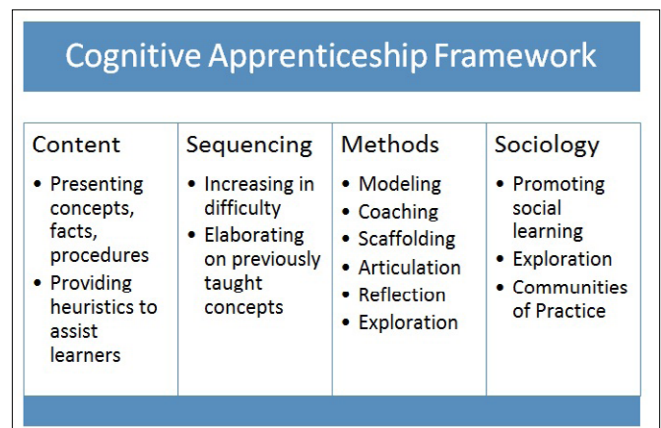 Cognitive Apprenticeship Framework
Content
• Presenting
concepts,
facts,
procedures
• Providing
heuristics to
assist
learners
Sequencing
• Increasing in
difficulty
• Elaborating
on previously
taught
concepts
Methods
• Modeling
• Coaching
• Scaffolding
• Articulation
• Reflection
• Exploration
Sociology
• Promoting
social
learning
• Exploration
• Communities
of Practice